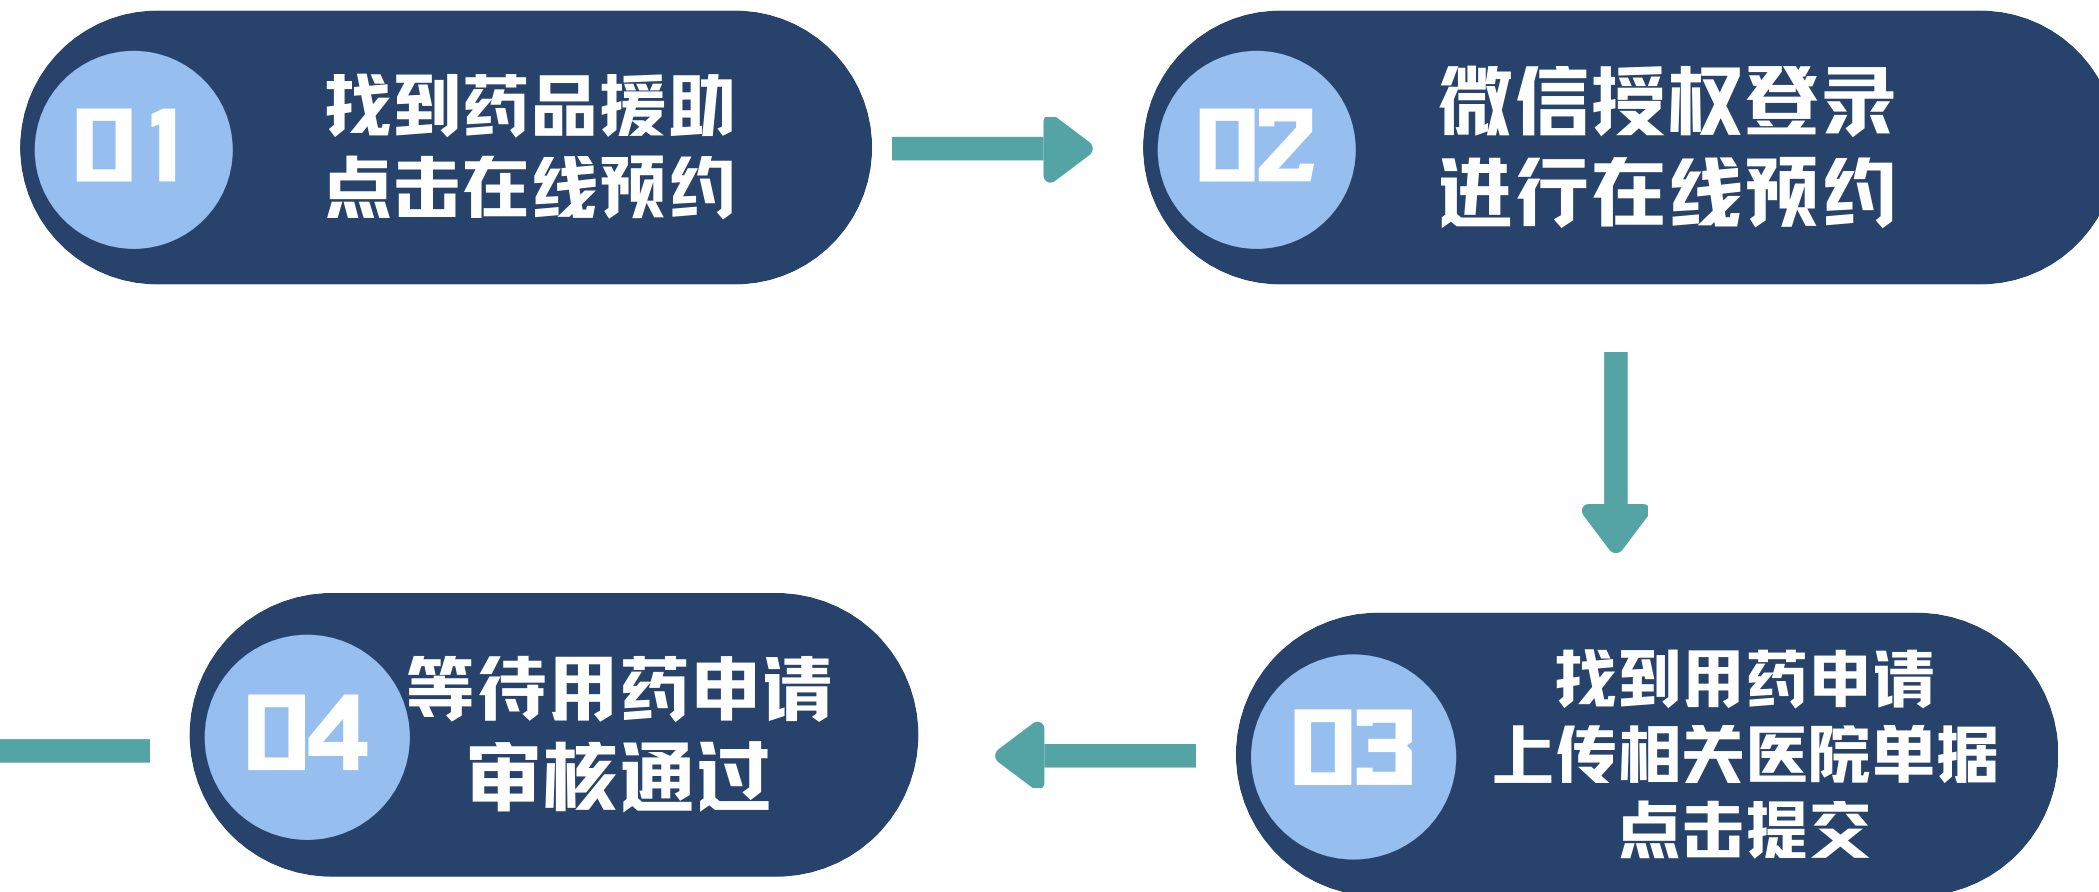 01
找到药品援助
点击在线预约
02
微信授权登录
进行在线预约
03
找到用药申请
上传相关医院单据
点击提交
04
等待用药申请
审核通过